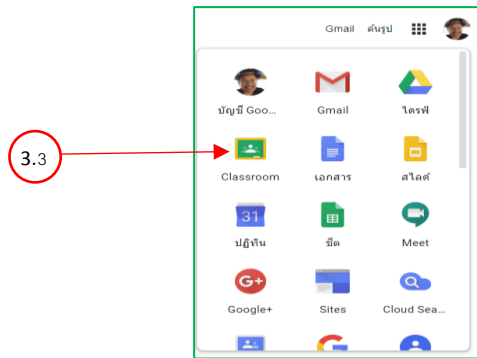 Gmail ค้นรูป
บัญชี Goo... Gmail ไดรฟ์
3.3
Classroom เอกสาร สไลด์
31
ปฏิทิน ชีต Meet
G+
Google+ Sites Cloud Sea...
G